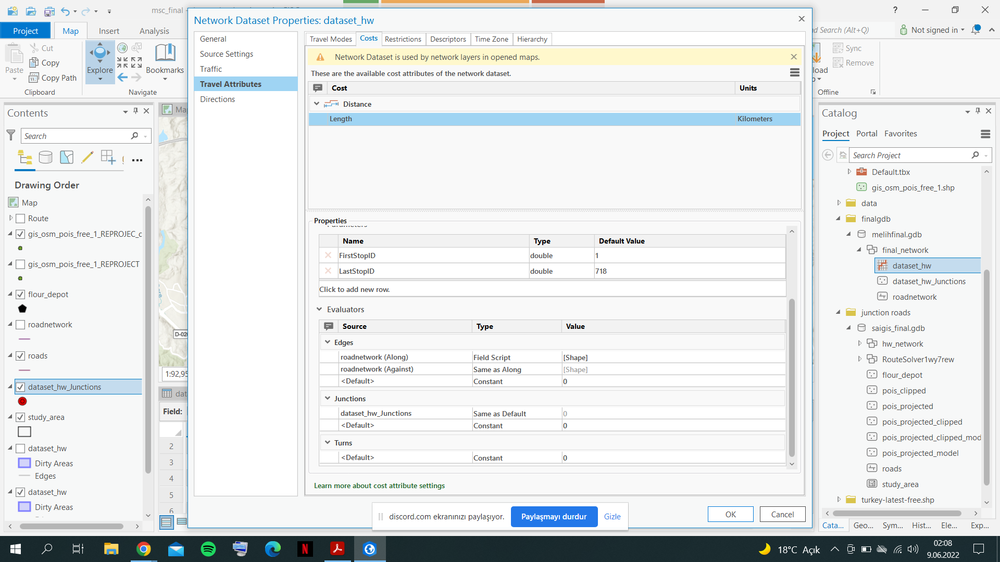 msc_final -
Network Dataset Properties: dataset_hw
nd Search (Alt+Q)
Not signed in
Project
Map
Insert
Analysis
Cut
Copy
Copy Path
Paste
Clipboard
Explore
Bookmarks
Navigate
Sync
Remove
load
Offline
General
Source Settings
Traffic
Travel Attributes
Directions
Travel Modes
Costs
Restrictions
Descriptors
Time Zone
Hierarchy
Network Dataset is used by network layers in opened maps.
These are the available cost attributes of the network dataset.
Cost Units
Distance
Length Kilometers
Properties
Parameters
Name Type Default Value
FirstStopID double 1
LastStopID double 718
Click to add new row.
Evaluators
Source Type Value
Edges
roadnetwork (Along) Field Script [Shape]
roadnetwork (Against) Same as Along [Shape]
<Default> Constant 0
Junctions
dataset_hw_Junctions Same as Default 0
<Default> Constant 0
Turns
<Default> Constant 0
Learn more about cost attribute settings
OK
Cancel
discord.com ekranınızı paylaşıyor.
Paylaşmayı durdur
Gizle
Contents
Search
Drawing Order
Map
Route
gis_osm_pois_free_1_REPROJEC_c
gis_osm_pois_free_1_REPROJECT
flour_depot
roadnetwork
roads
dataset_hw_Junctions
study_area
dataset_hw
Dirty Areas
Edges
dataset_hw
Dirty Areas
Map
D-020
1:92,95
dat
Field:
2
3
4
5
6
Catalog
Project
Portal
Favorites
Search Project
Default.tbx
gis_osm_pois_free_1.shp
data
finalgdb
melihfinal.gdb
final_network
dataset_hw
dataset_hw_Junctions
roadnetwork
junction roads
saigis_final.gdb
hw_network
RouteSolver1wy7rew
flour_depot
pois_clipped
pois_projected
pois_projected_clipped
pois_projected_clipped_mod
pois_projected_model
roads
study_area
turkey-latest-free.shp
Cata... Geo... Sym... Hist... Ele... Exp...
18°C Açık
02:08
9.06.2022